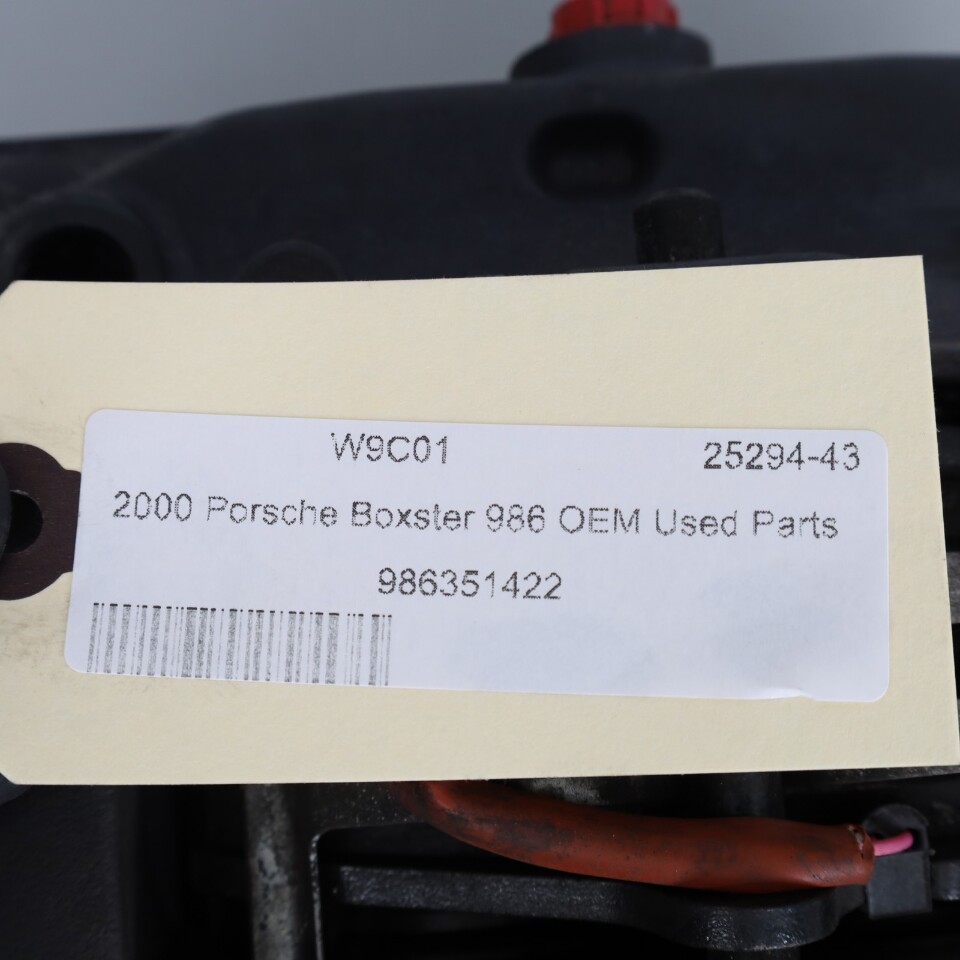 W9C01 25294-43
2000 Porsche Boxster 986 OEM Used Parts
986351422